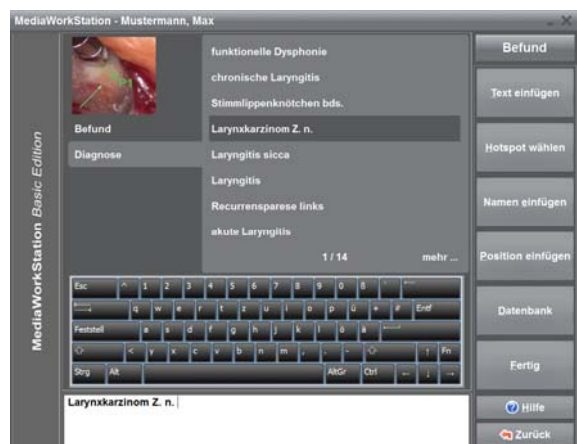 MediaWorkStation - Mustermann, Max
MediaWorkStation Basic Edition
Befund
Diagnose
funktionelle Dysphonie
chronische Laryngitis
Stimmlippenknötchen bds.
Larynxkarzinom Z. n.
Laryngitis sicca
Laryngitis
Recurrensparese links
akute Laryngitis
1 / 14 mehr ...
Esc ^ 1 2 3 4 5 6 7 8 9 0 ß ´
q w e r t z u i o p ü + # Entf
Feststell a s d f g h j k l ö ä
< y x c v b n m , . - Fn
Strg Alt AltGr Ctrl
Larynxkarzinom Z. n.
Befund
Text einfügen
Hotspot wählen
Namen einfügen
Position einfügen
Datenbank
Fertig
Hilfe
Zurück